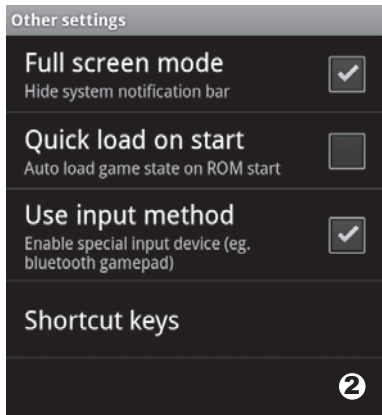 Other settings
Full screen mode
Hide system notification bar
Quick load on start
Auto load game state on ROM start
Use input method
Enable special input device (eg.
bluetooth gamepad)
Shortcut keys
2